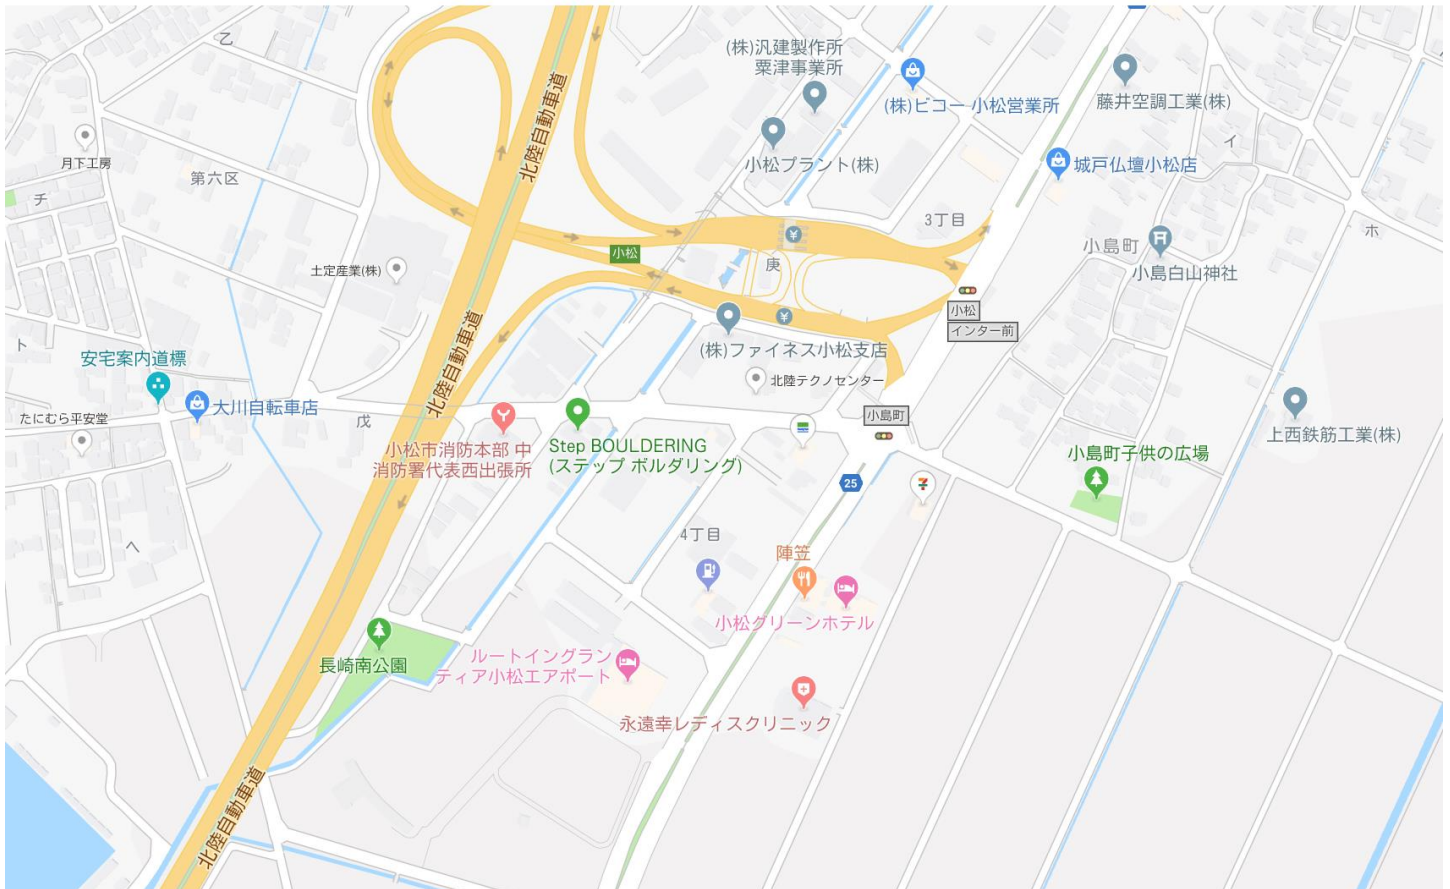 乙
(株)汎建製作所
粟津事業所
(株)ビコー 小松営業所
藤井空調工業(株)
北陸自動車道
月下工房
第六区
小松プラント(株)
城戸仏壇小松店
イ
チ
3丁目
小島町
小島白山神社
ホ
小松
庚
土定産業(株)
小松
インター前
ト
安宅案内道標
北陸自動車道
(株)ファイネス小松支店
北陸テクノセンター
たにむら平安堂
大川自転車店
戊
小島町
上西鉄筋工業(株)
小松市消防本部 中
消防署代表西出張所
Step BOULDERING
(ステップ ボルダリング)
小島町子供の広場
25
ヘ
4丁目
陣笠
小松グリーンホテル
長崎南公園
ルートイングラン
ティア小松エアポート
永遠幸レディスクリニック
北陸自動車道